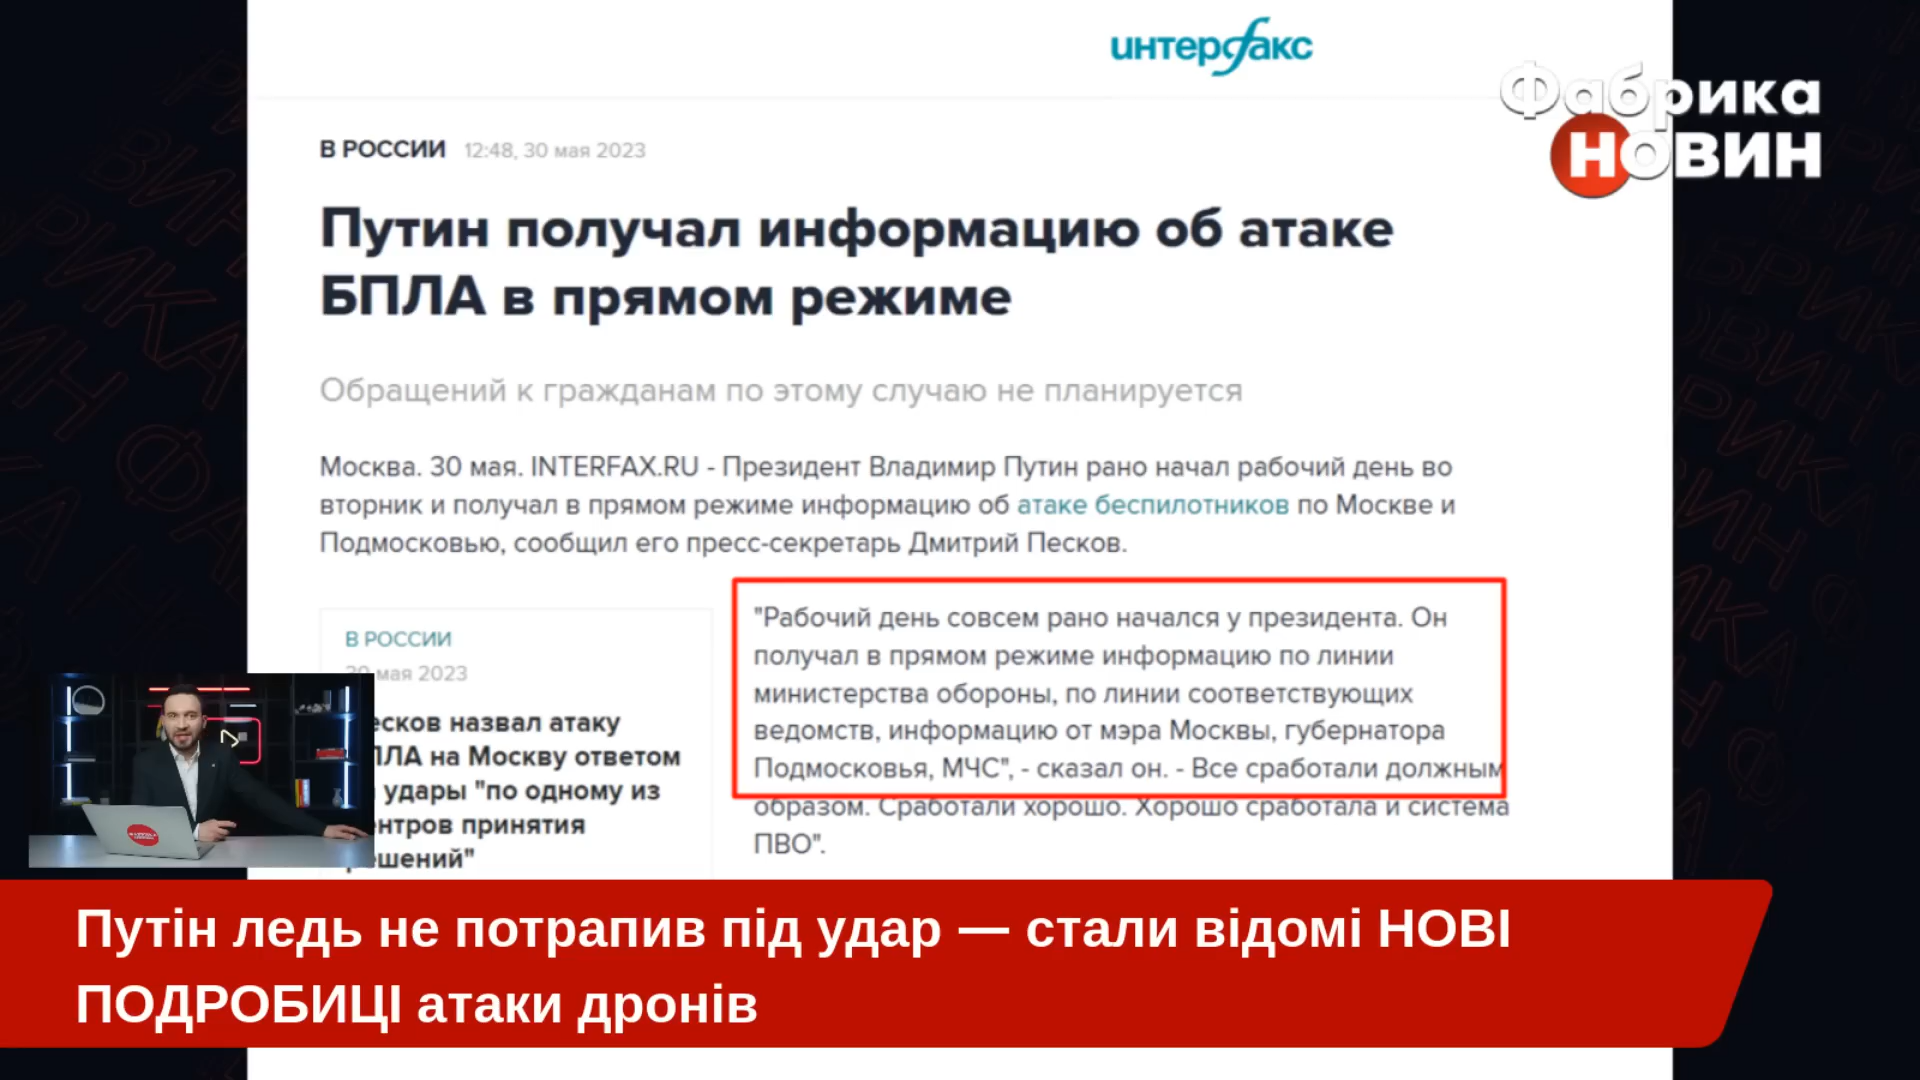 интерфакс
Фабрика
новин
В РОССИИ 12:48, 30 мая 2023
Путин получал информацию об атаке
БПЛА в прямом режиме
Обращений к гражданам по этому случаю не планируется
Москва. 30 мая. INTERFAX.RU - Президент Владимир Путин рано начал рабочий день во
вторник и получал в прямом режиме информацию об атаке беспилотников по Москве и
Подмосковью, сообщил его пресс-секретарь Дмитрий Песков.
В РОССИИ
30 мая 2023
есков назвал атаку
ПЛА на Москву ответом
удары "по одному из
ентров принятия
ешений"
"Рабочий день совсем рано начался у президента. Он
получал в прямом режиме информацию по линии
министерства обороны, по линии соответствующих
ведомств, информацию от мэра Москвы, губернатора
Подмосковья, МЧС", - сказал он. - Все сработали должным
образом. Сработали хорошо. Хорошо сработала и система
ПВО".
Путін ледь не потрапив під удар — стали відомі НОВІ
ПОДРОБИЦІ атаки дронів